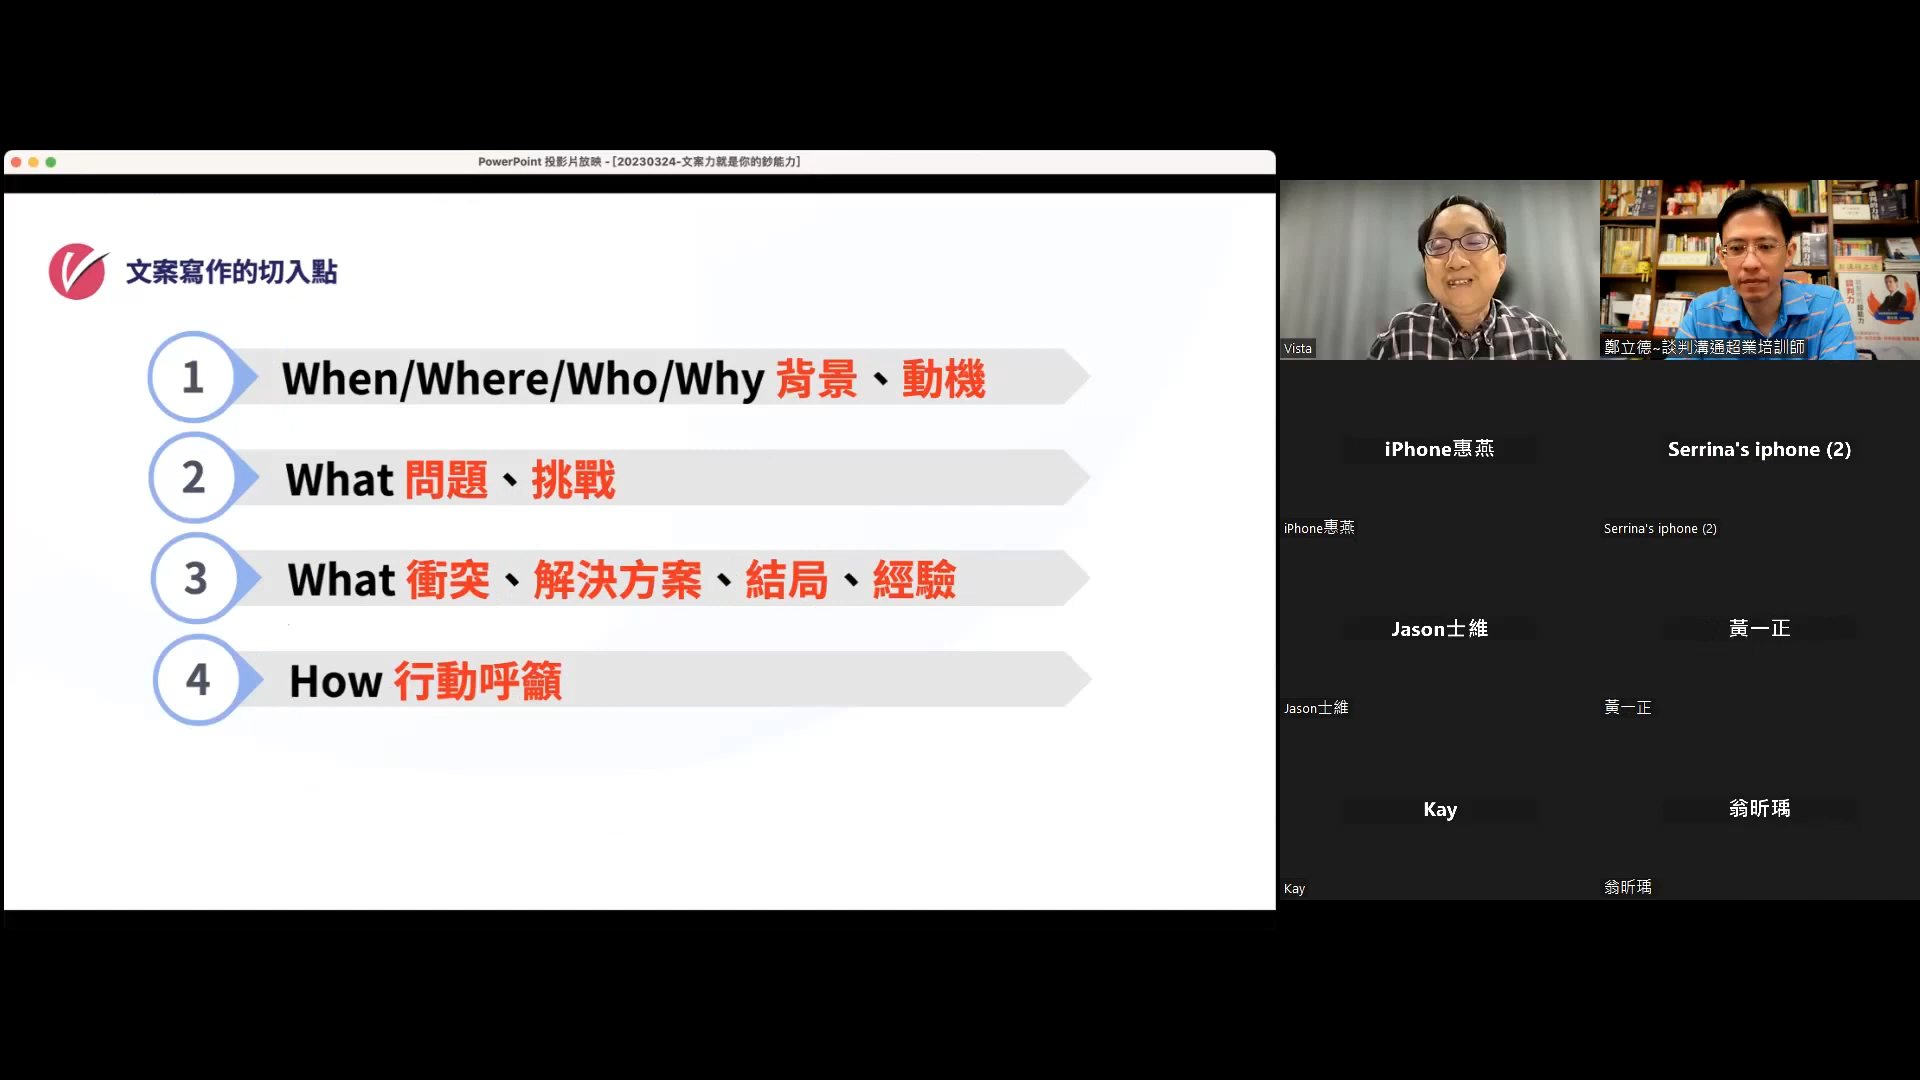 PowerPoint 投影片放映 - [20230324-文案力就是你的鈔能力]
文案寫作的切入點
1 When/Where/Who/Why 背景、動機
2 What 問題、挑戰
3 What 衝突、解決方案、結局、經驗
4 How 行動呼籲
Vista
鄭立德~談判溝通超業培訓師
iPhone惠燕
Serrina's iphone (2)
iPhone惠燕
Serrina's iphone (2)
Jason士維
黃一正
Jason士維
黃一正
Kay
翁昕瑀
Kay
翁昕瑀